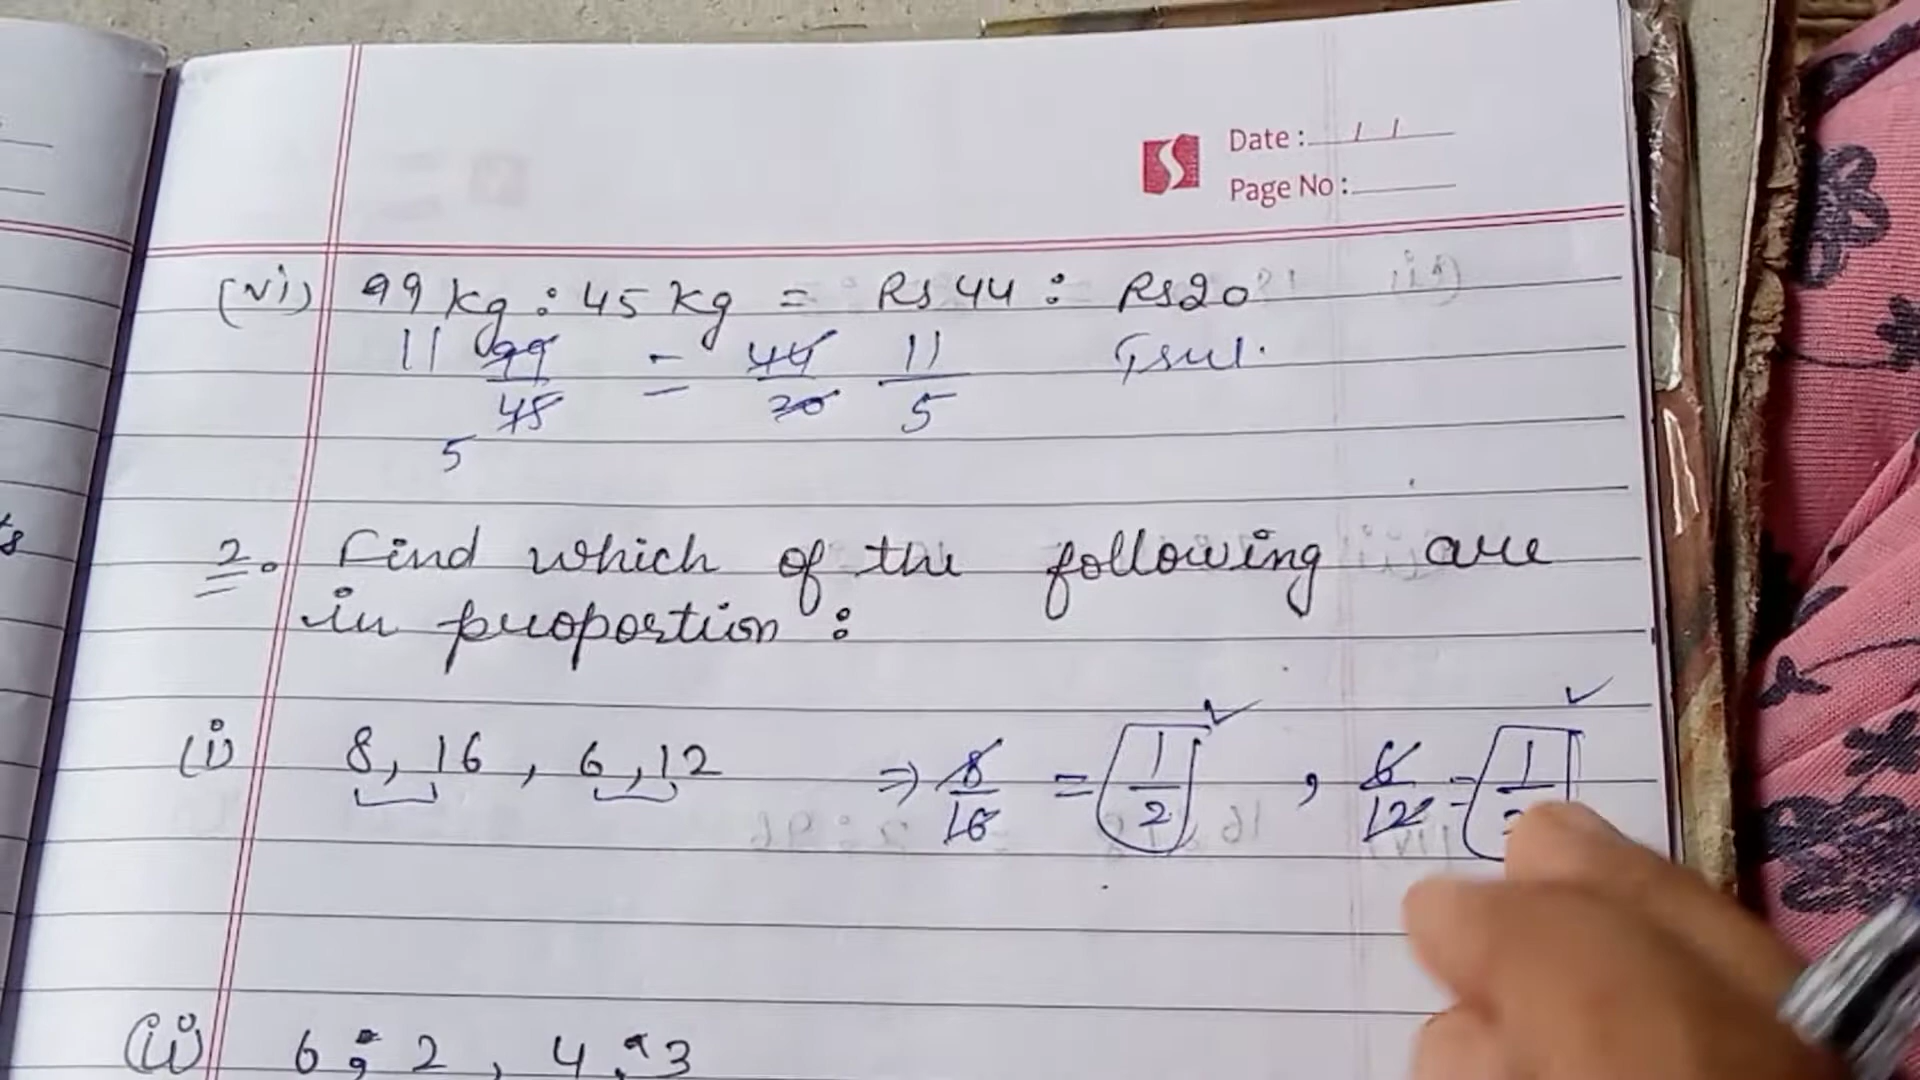 Date : / /
Page No :
(vi) 99 kg : 45 kg = Rs 44 : Rs 20
11 99/45 = 44/20 11/5
5
2. Find which of the following are
in proportion :
(i) 8, 16, 6, 12 ⇒ 8/16 = 1/2 ✓, 6/12 = 1/ ✓
(ii) 6 : 2, 4 : 3